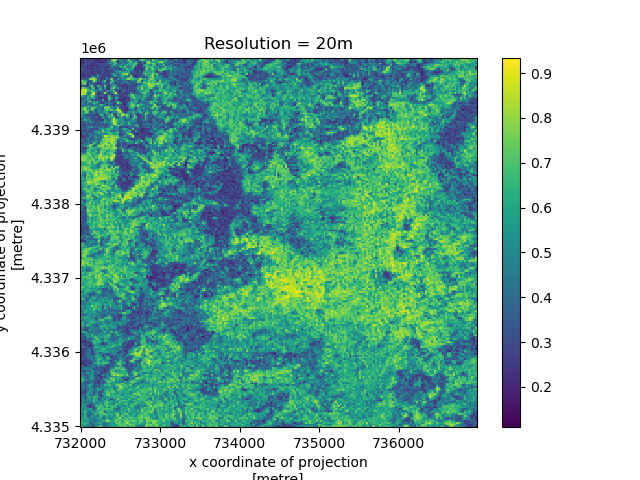 Resolution = 20m
1e6
4.339
4.338
4.337
4.336
4.335
732000 733000 734000 735000 736000
x coordinate of projection
[metre]
y coordinate of projection
[metre]
0.9
0.8
0.7
0.6
0.5
0.4
0.3
0.2